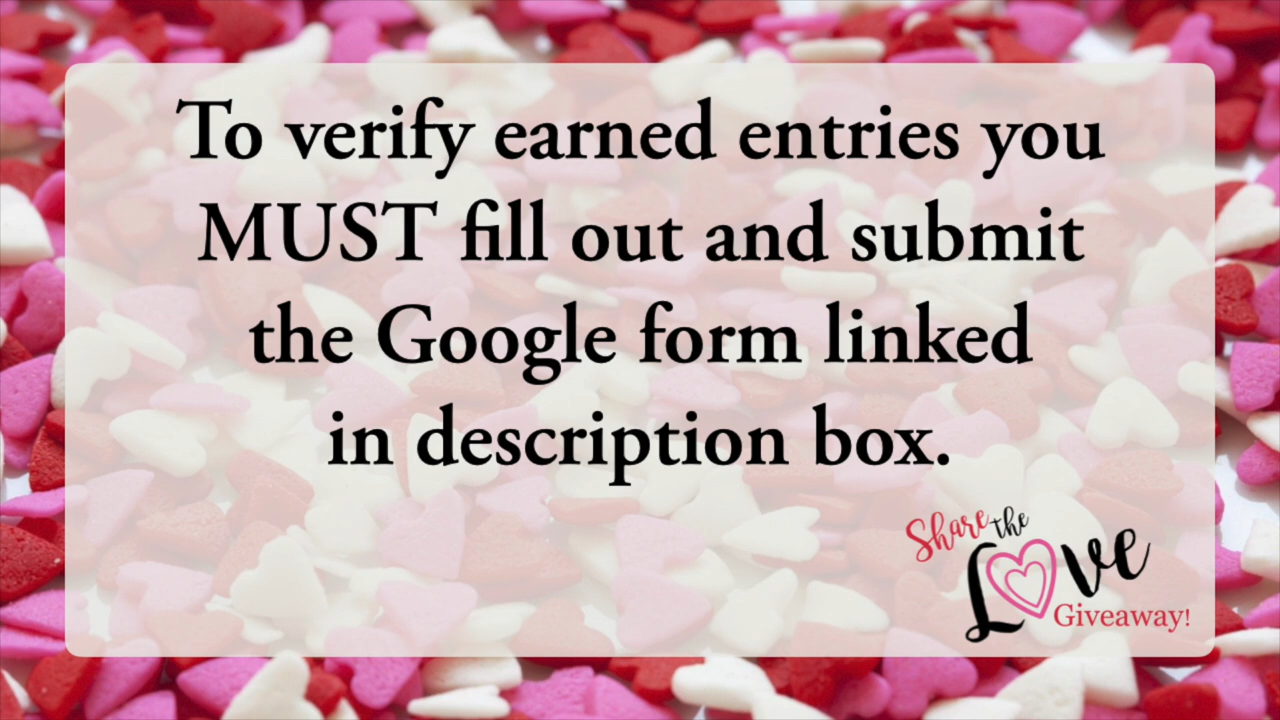 To verify earned entries you
MUST fill out and submit
the Google form linked
in description box.
Share the
Love
Giveaway!